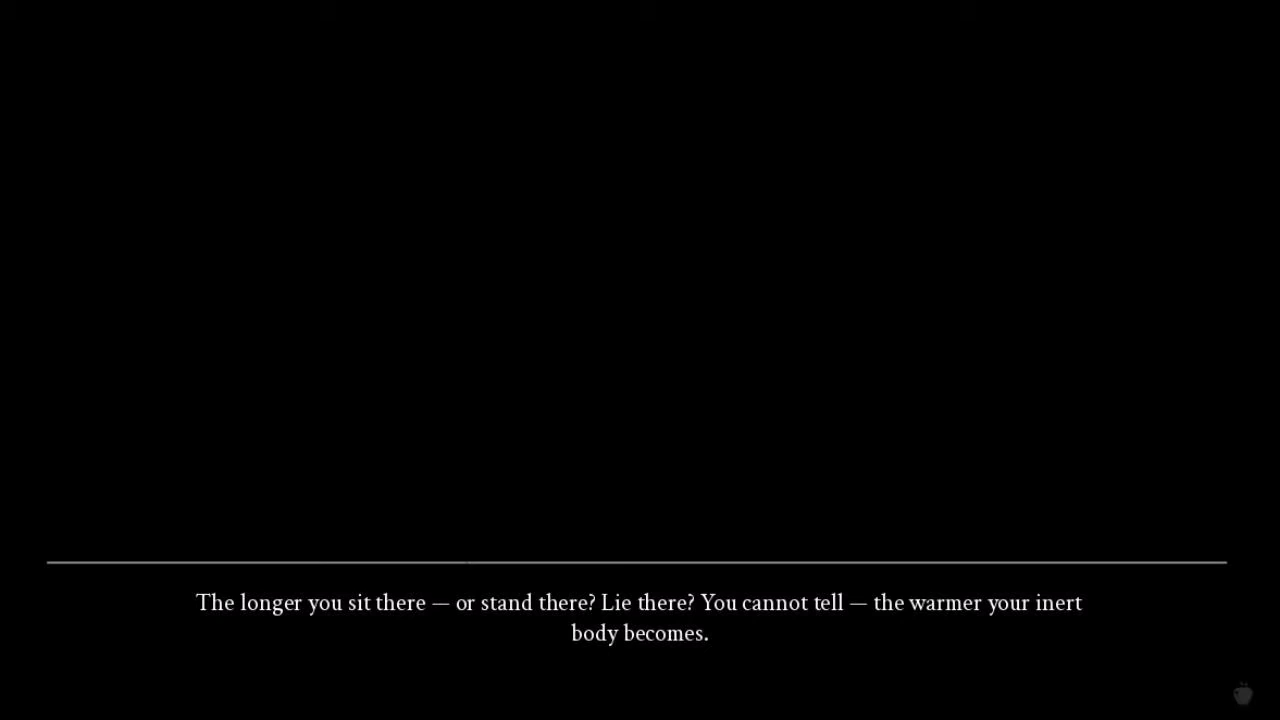 The longer you sit there — or stand there? Lie there? You cannot tell — the warmer your inert
body becomes.